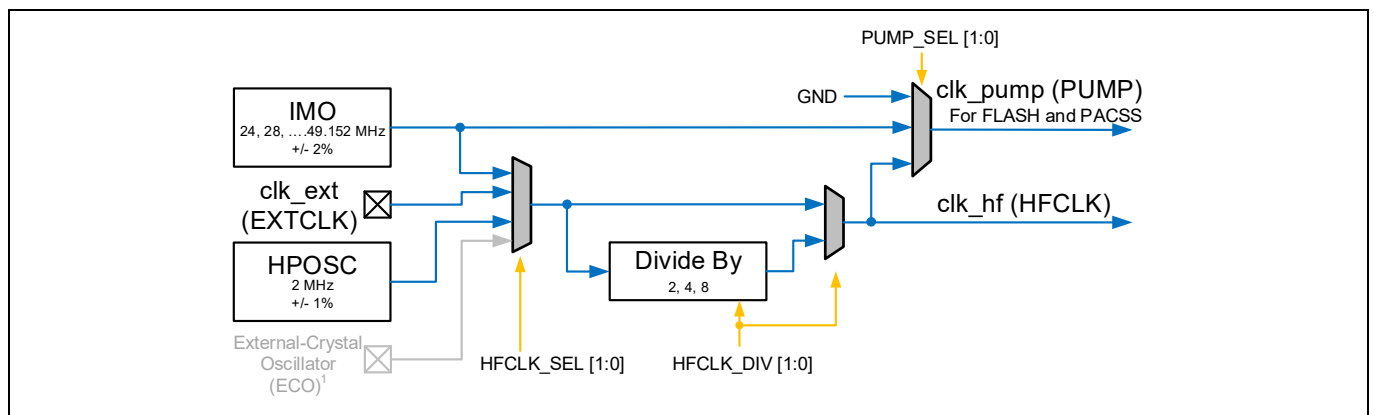 PUMP_SEL [1:0]
IMO
24, 28, ....49.152 MHz
+/- 2%
GND
clk_pump (PUMP)
For FLASH and PACSS
clk_ext
(EXTCLK)
clk_hf (HFCLK)
HPOSC
2 MHz
+/- 1%
Divide By
2, 4, 8
External-Crystal
Oscillator
(ECO)1
HFCLK_SEL [1:0]
HFCLK_DIV [1:0]